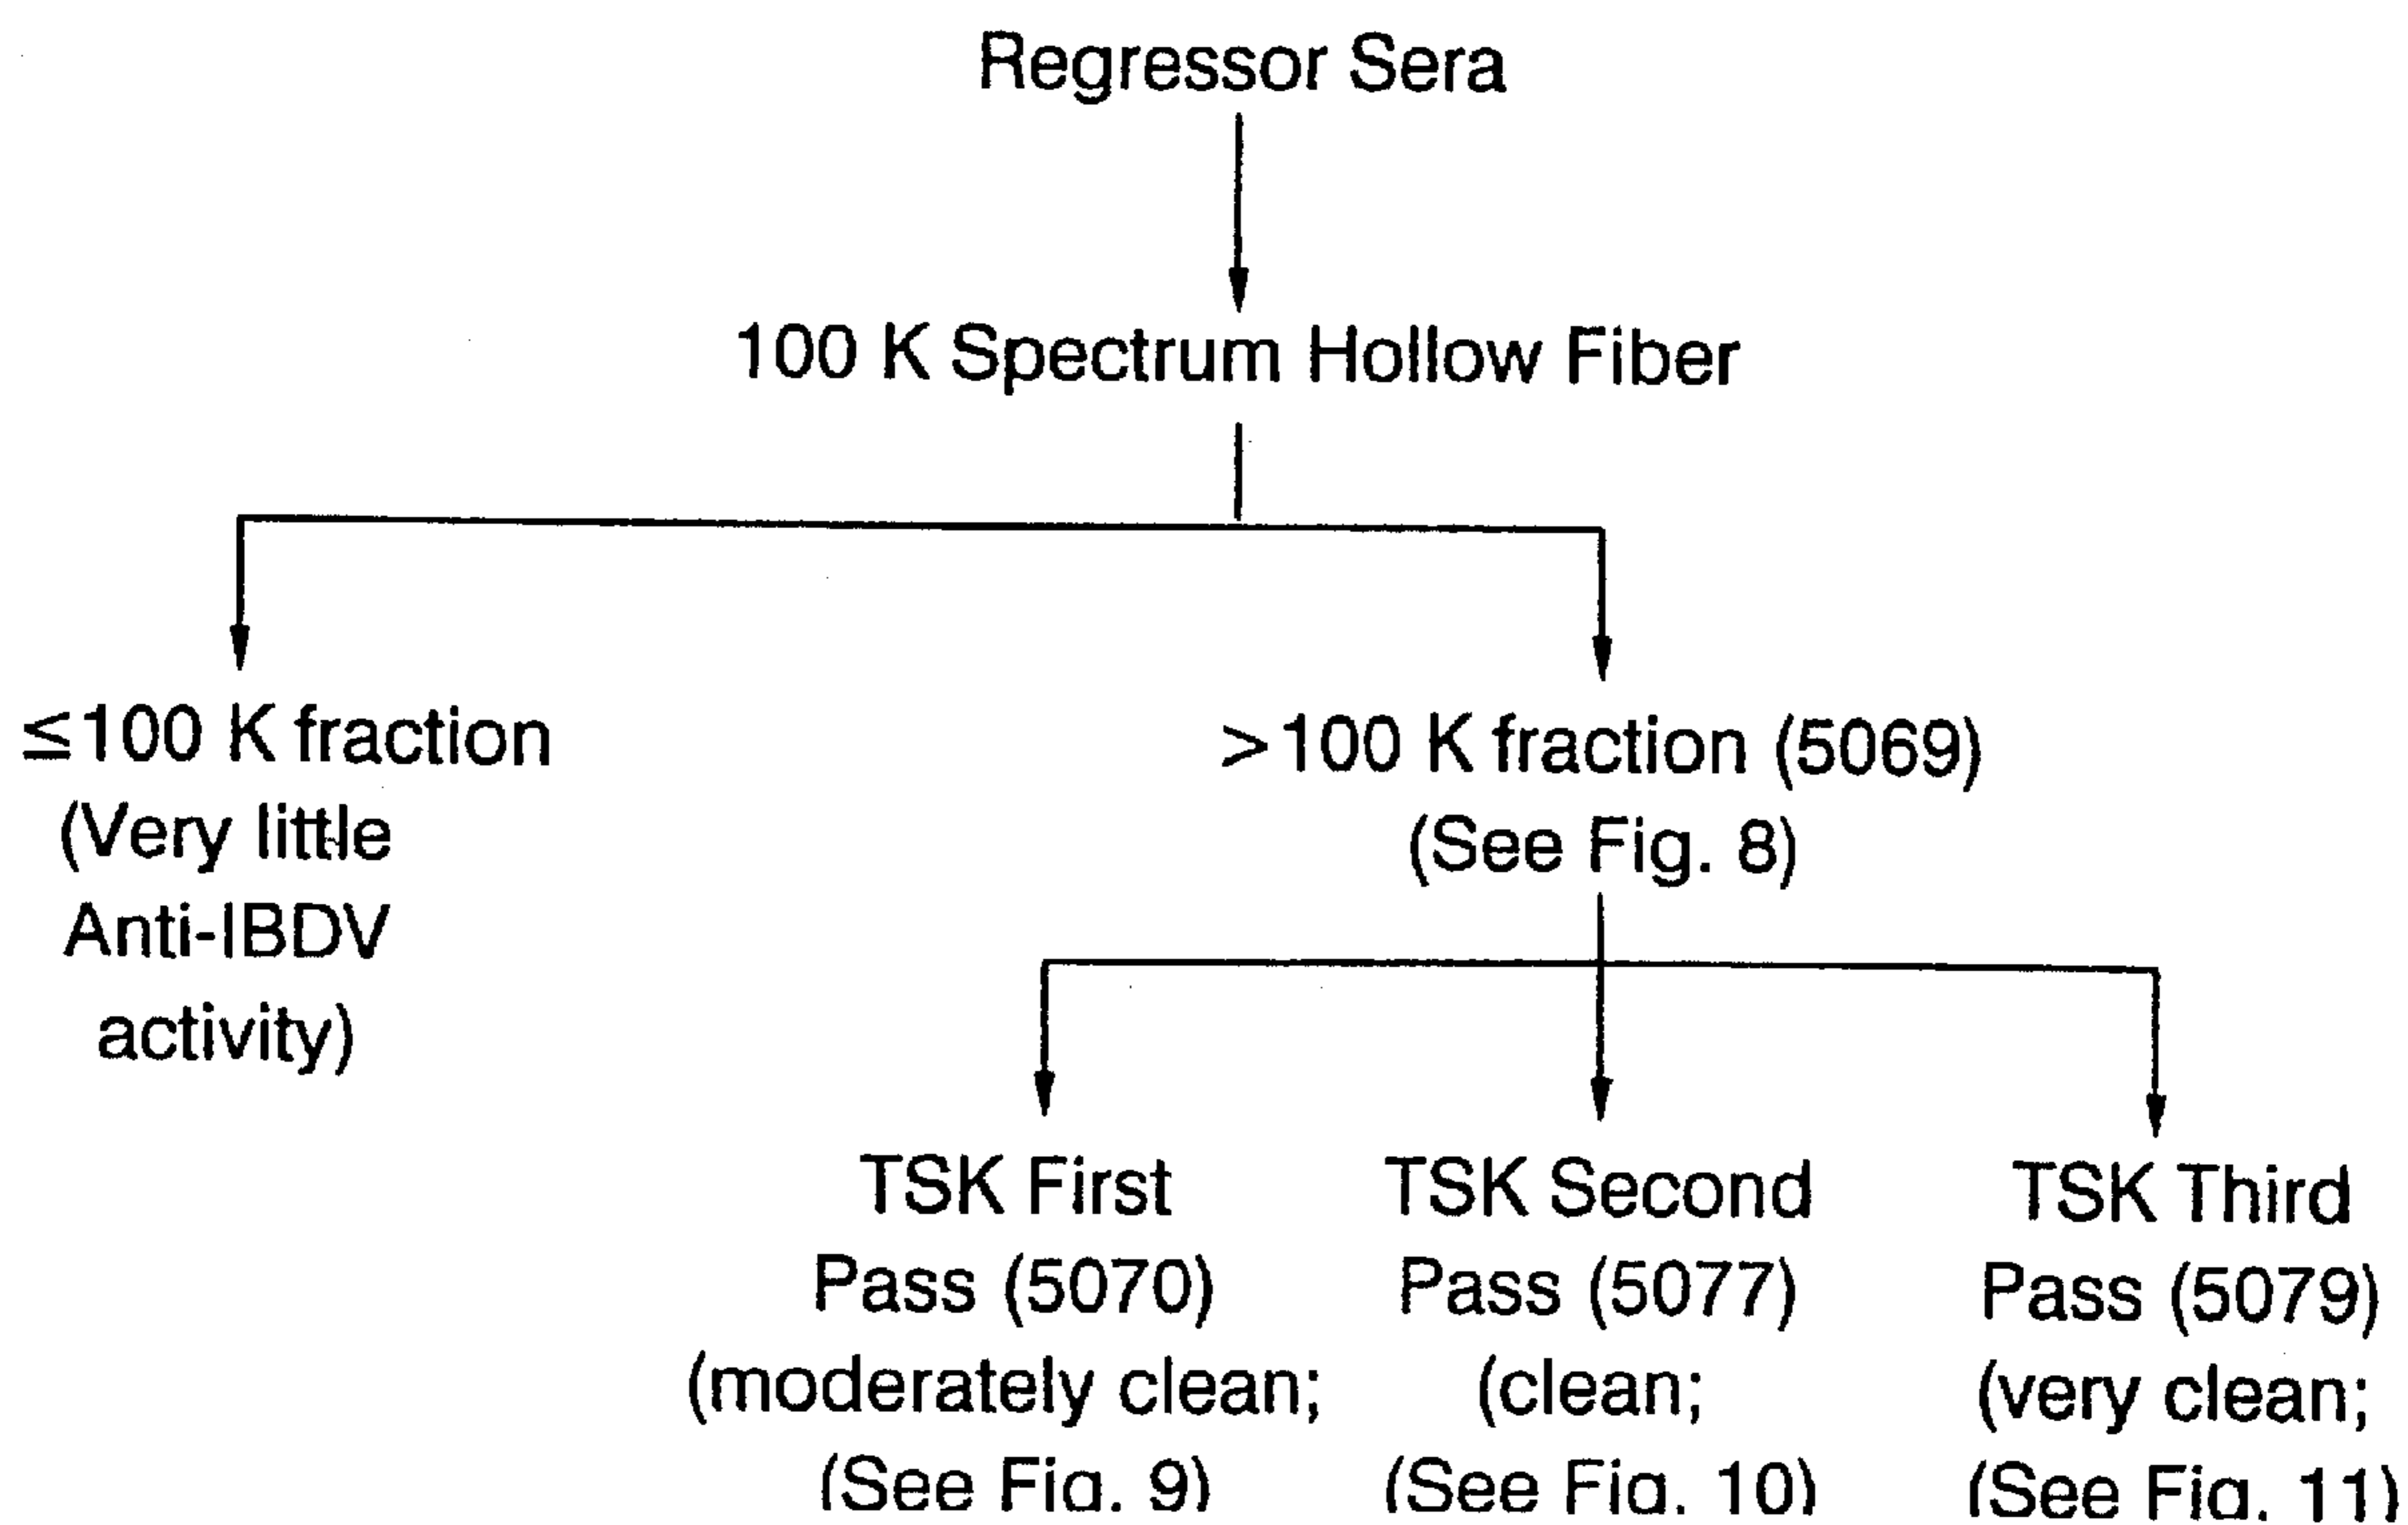 Regressor Sera
100 K Spectrum Hollow Fiber
≤100 K fraction
(Very little
Anti-IBDV
activity)
>100 K fraction (5069)
(See Fig. 8)
TSK First
Pass (5070)
(moderately clean;
(See Fig. 9)
TSK Second
Pass (5077)
(clean;
(See Fig. 10)
TSK Third
Pass (5079)
(very clean;
(See Fig. 11)